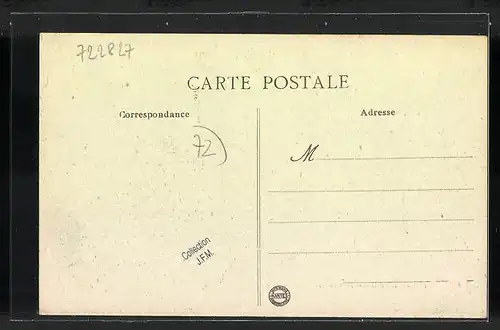 722827
CARTE POSTALE
Correspondance
Adresse
72
M
Collection
J.F.M.